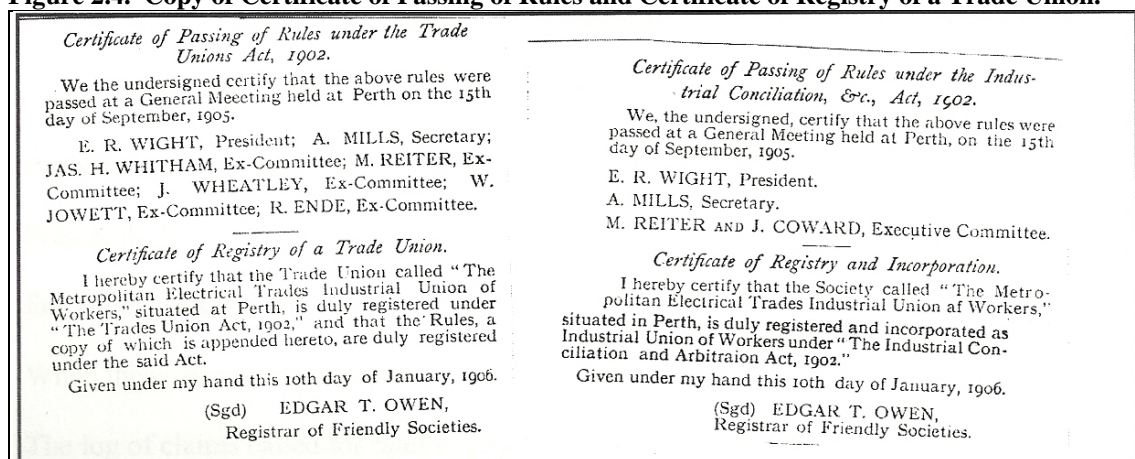 Figure 2.4. Copy of Certificate of Passing of Rules and Certificate of Registry of a Trade Union.
Certificate of Passing of Rules under the Trade
Unions Act, 1902.
We the undersigned certify that the above rules were
passed at a General Meeeting held at Perth on the 15th
day of September, 1905.
E. R. WIGHT, President; A. MILLS, Secretary;
JAS. H. WHITHAM, Ex-Committee; M. REITER, Ex-
Committee; J. WHEATLEY, Ex-Committee; W.
JOWETT, Ex-Committee; R. ENDE, Ex-Committee.
Certificate of Registry of a Trade Union.
I hereby certify that the Trade Union called "The
Metropolitan Electrical Trades Industrial Union of
Workers," situated at Perth, is duly registered under
"The Trades Union Act, 1902," and that the Rules, a
copy of which is appended hereto, are duly registered
under the said Act.
Given under my hand this 10th day of January, 1906.
(Sgd) EDGAR T. OWEN,
Registrar of Friendly Societies.
Certificate of Passing of Rules under the Indus-
trial Conciliation, &c., Act, 1902.
We, the undersigned, certify that the above rules were
passed at a General Meeting held at Perth, on the 15th
day of September, 1905.
E. R. WIGHT, President.
A. MILLS, Secretary.
M. REITER AND J. COWARD, Executive Committee.
Certificate of Registry and Incorporation.
I hereby certify that the Society called "The Metro-
politan Electrical Trades Industrial Union af Workers,"
situated in Perth, is duly registered and incorporated as
Industrial Union of Workers under "The Industrial Con-
ciliation and Arbitraion Act, 1902."
Given under my hand this 10th day of January, 1906.
(Sgd) EDGAR T. OWEN,
Registrar of Friendly Societies.